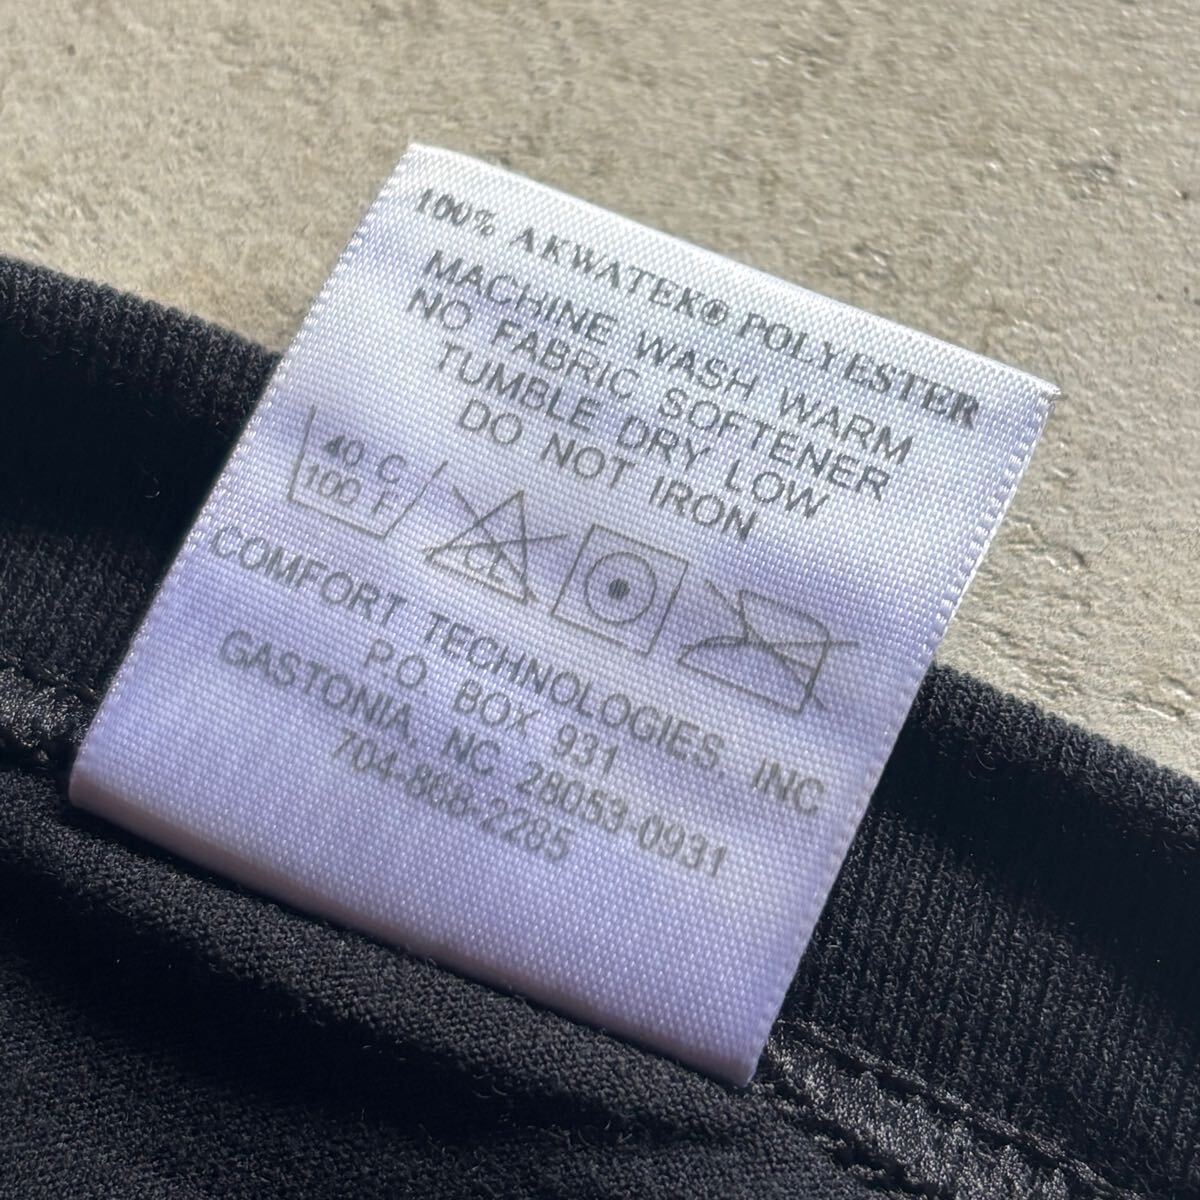 100% AKWATEK® POLYESTER
MACHINE WASH WARM
NO FABRIC SOFTENER
TUMBLE DRY LOW
DO NOT IRON
40 C
100 F
CL
COMFORT TECHNOLOGIES, INC
P.O. BOX 931
GASTONIA, NC 28053-0931
704-868-2285